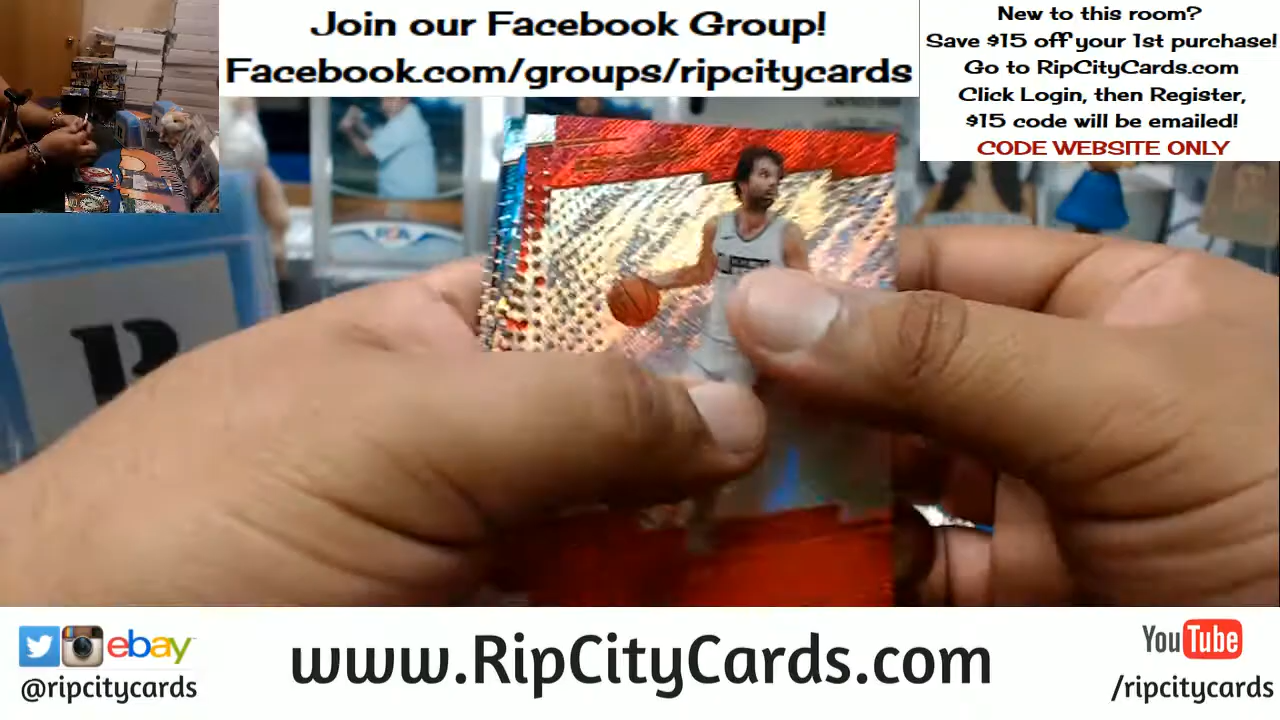 Join our Facebook Group!
Facebook.com/groups/ripcitycards
New to this room?
Save $15 off your 1st purchase!
Go to RipCityCards.com
Click Login, then Register,
$15 code will be emailed!
CODE WEBSITE ONLY
R
ebay
@ripcitycards
www.RipCityCards.com
YouTube
/ripcitycards